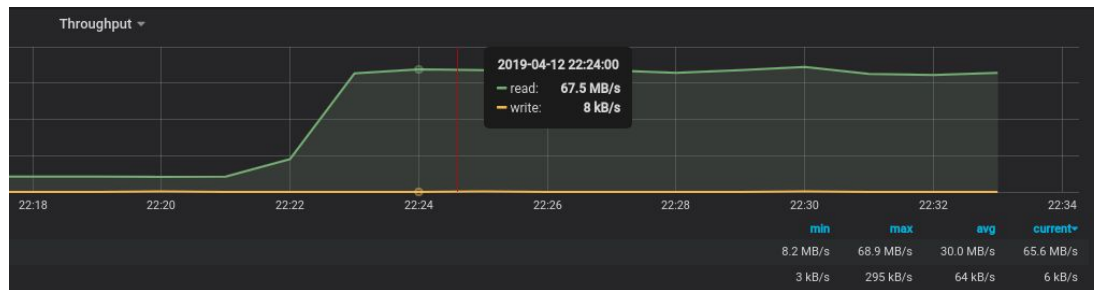 Throughput
2019-04-12 22:24:00
read: 67.5 MB/s
write: 8 kB/s
22:18 22:20 22:22 22:24 22:26 22:28 22:30 22:32 22:34
min max avg current
8.2 MB/s 68.9 MB/s 30.0 MB/s 65.6 MB/s
3 kB/s 295 kB/s 64 kB/s 6 kB/s